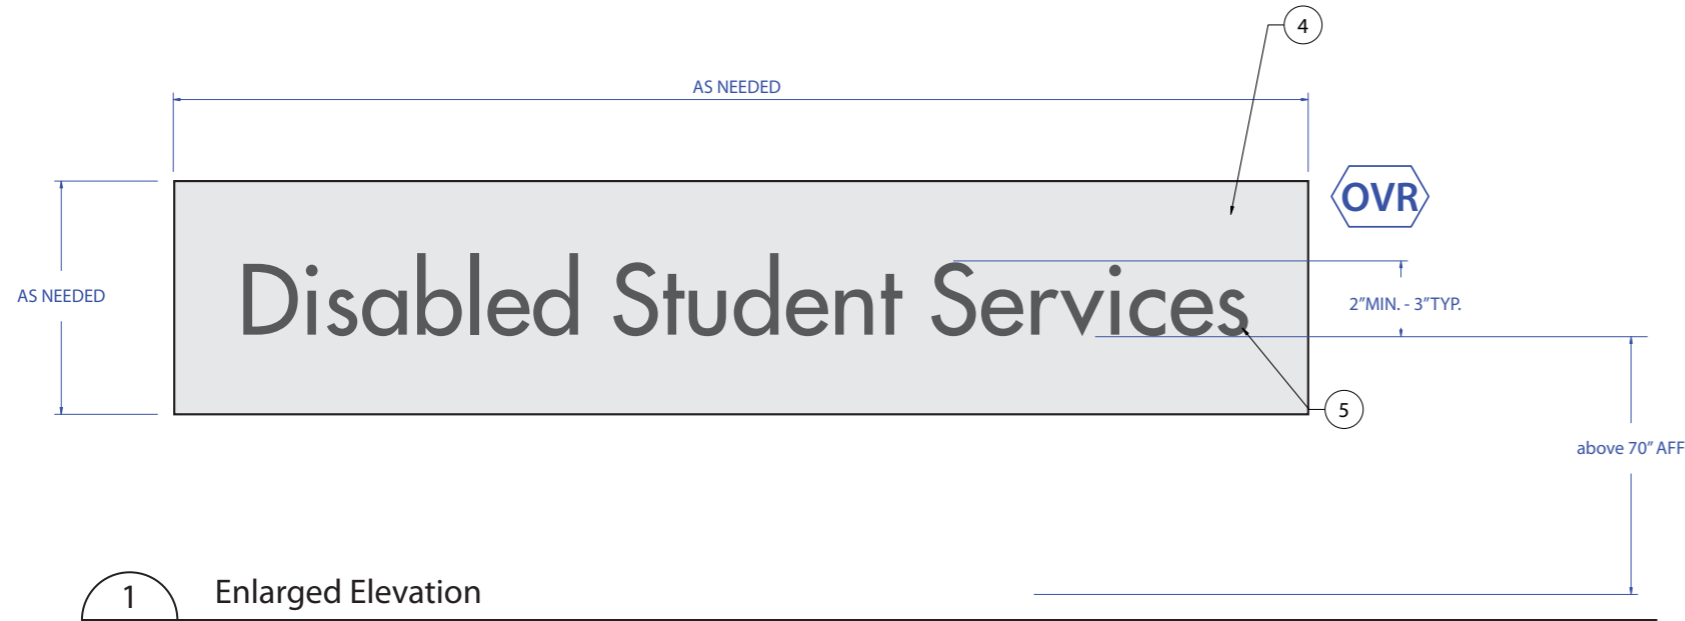 4
AS NEEDED
OVR
Disabled Student Services
AS NEEDED
2”MIN. - 3”TYP.
5
above 70” AFF
1 Enlarged Elevation